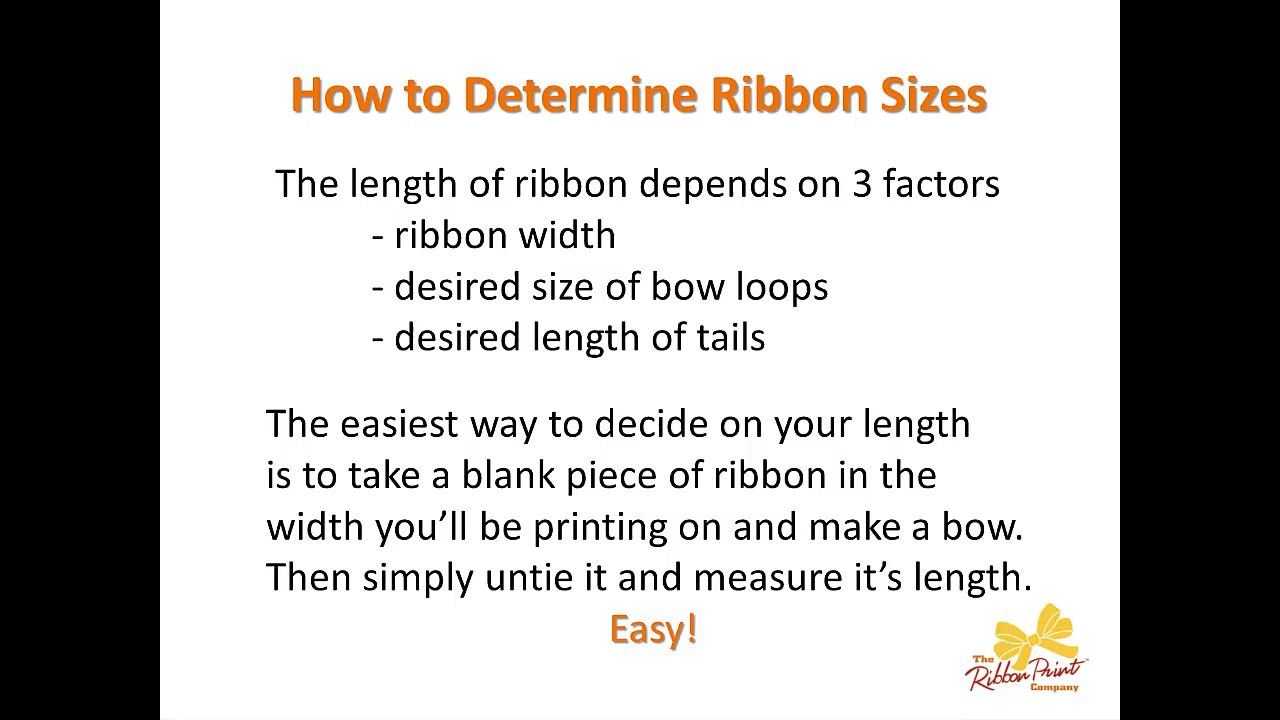 How to Determine Ribbon Sizes
The length of ribbon depends on 3 factors
- ribbon width
- desired size of bow loops
- desired length of tails
The easiest way to decide on your length
is to take a blank piece of ribbon in the
width you’ll be printing on and make a bow.
Then simply untie it and measure it’s length.
Easy!
The
Ribbon Print
Company